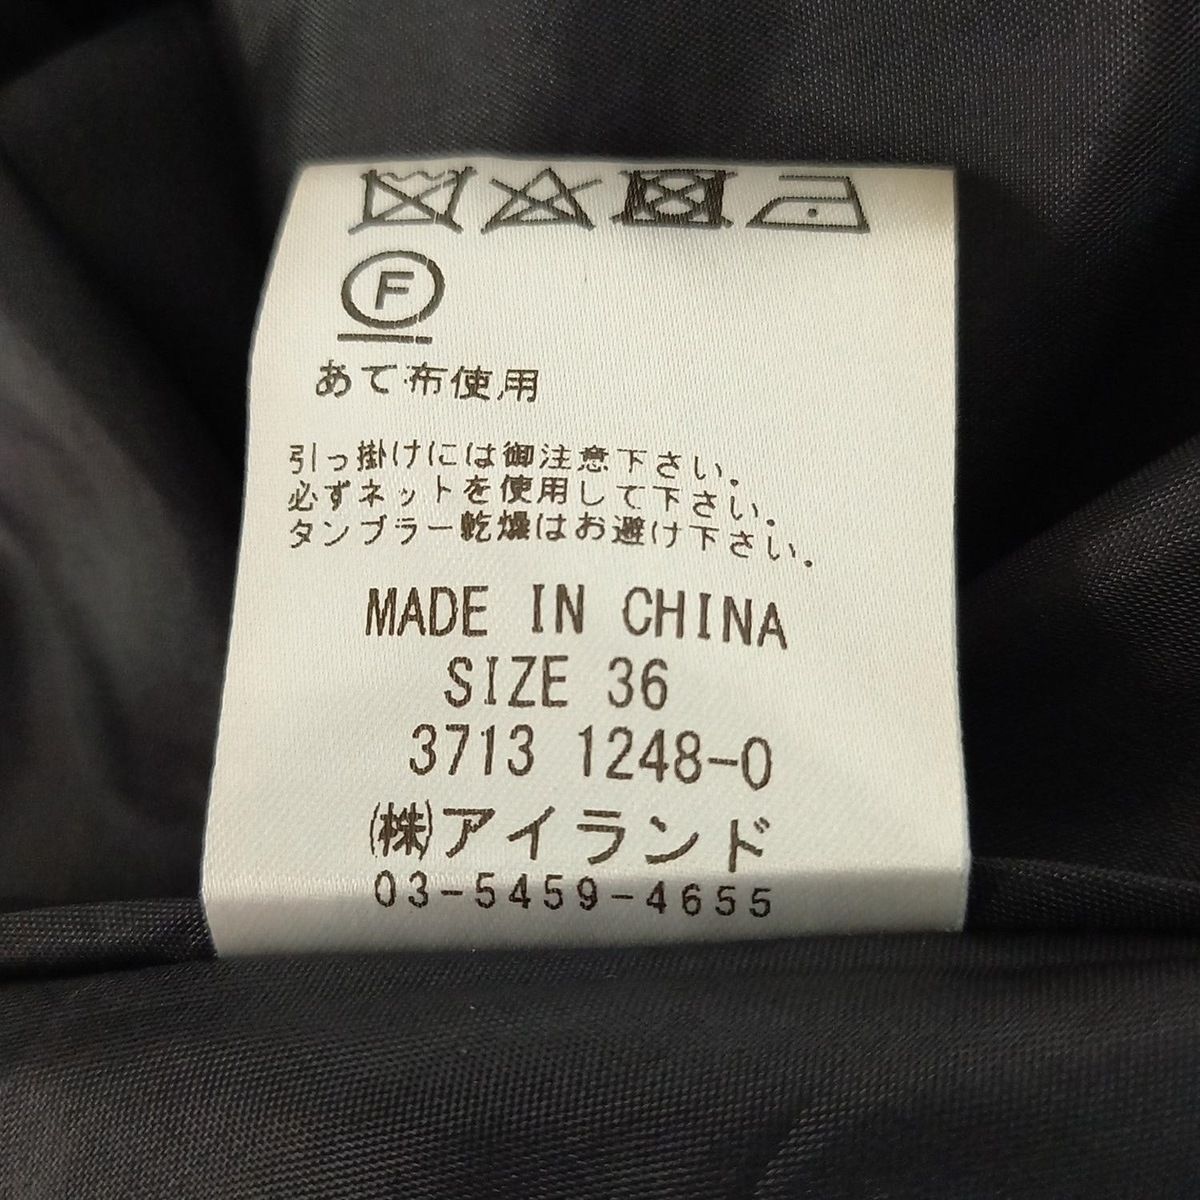 F
あて布使用
引っ掛けには御注意下さい。
必ずネットを使用して下さい。
タンブラー乾燥はお避け下さい。
MADE IN CHINA
SIZE 36
3713 1248-0
㈱アイランド
03-5459-4655